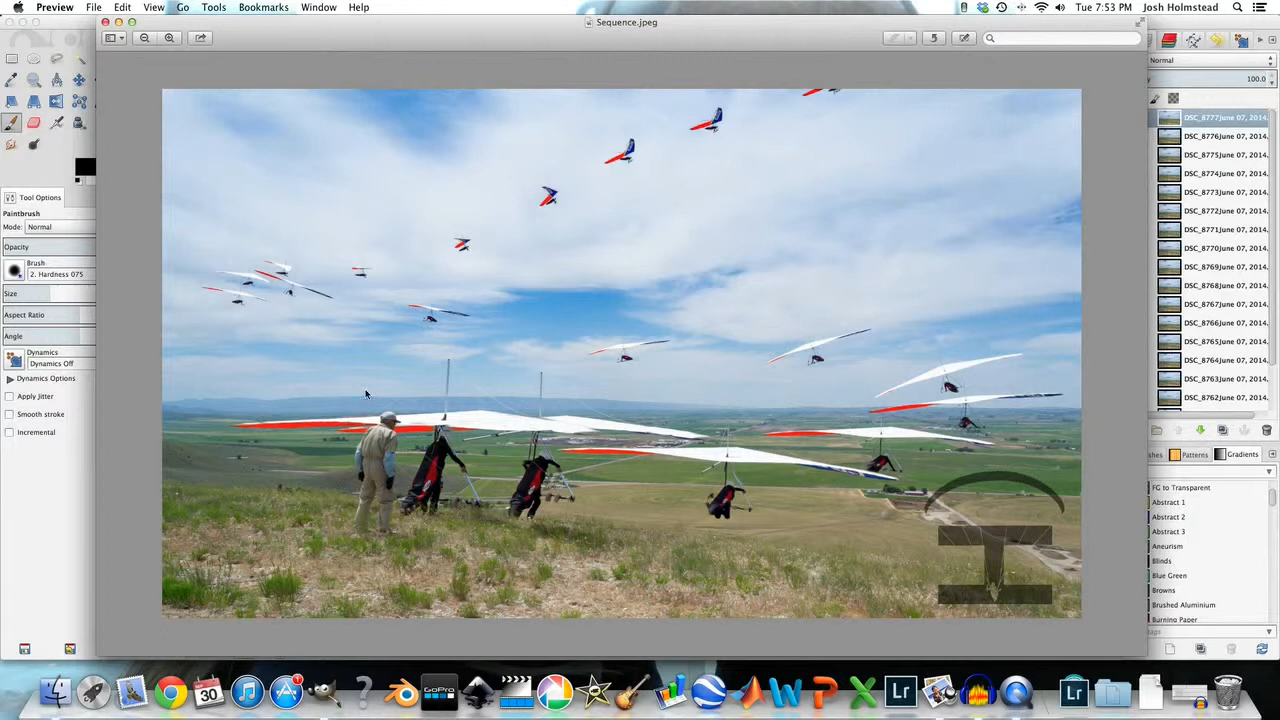 Preview File Edit View Go Tools Bookmarks Window Help
Tue 7:53 PM Josh Holmstead
Sequence.jpeg
Normal
100.0
DSC_8777June 07, 2014.
DSC_8776June 07, 2014.
DSC_8775June 07, 2014.
DSC_8774June 07, 2014.
DSC_8773June 07, 2014.
DSC_8772June 07, 2014.
DSC_8771June 07, 2014.
DSC_8770June 07, 2014.
DSC_8769June 07, 2014.
DSC_8768June 07, 2014.
DSC_8767June 07, 2014.
DSC_8766June 07, 2014.
DSC_8765June 07, 2014.
DSC_8764June 07, 2014.
DSC_8763June 07, 2014.
DSC_8762June 07, 2014.
Tool Options
Paintbrush
Mode: Normal
Opacity
Brush
2. Hardness 075
Size
Aspect Ratio
Angle
Dynamics
Dynamics Off
Dynamics Options
Apply Jitter
Smooth stroke
Incremental
shes Patterns Gradients
FG to Transparent
Abstract 1
Abstract 2
Abstract 3
Aneurism
Blinds
Blue Green
Browns
Brushed Aluminium
Burning Paper
30
GoPro
Lr
Lr